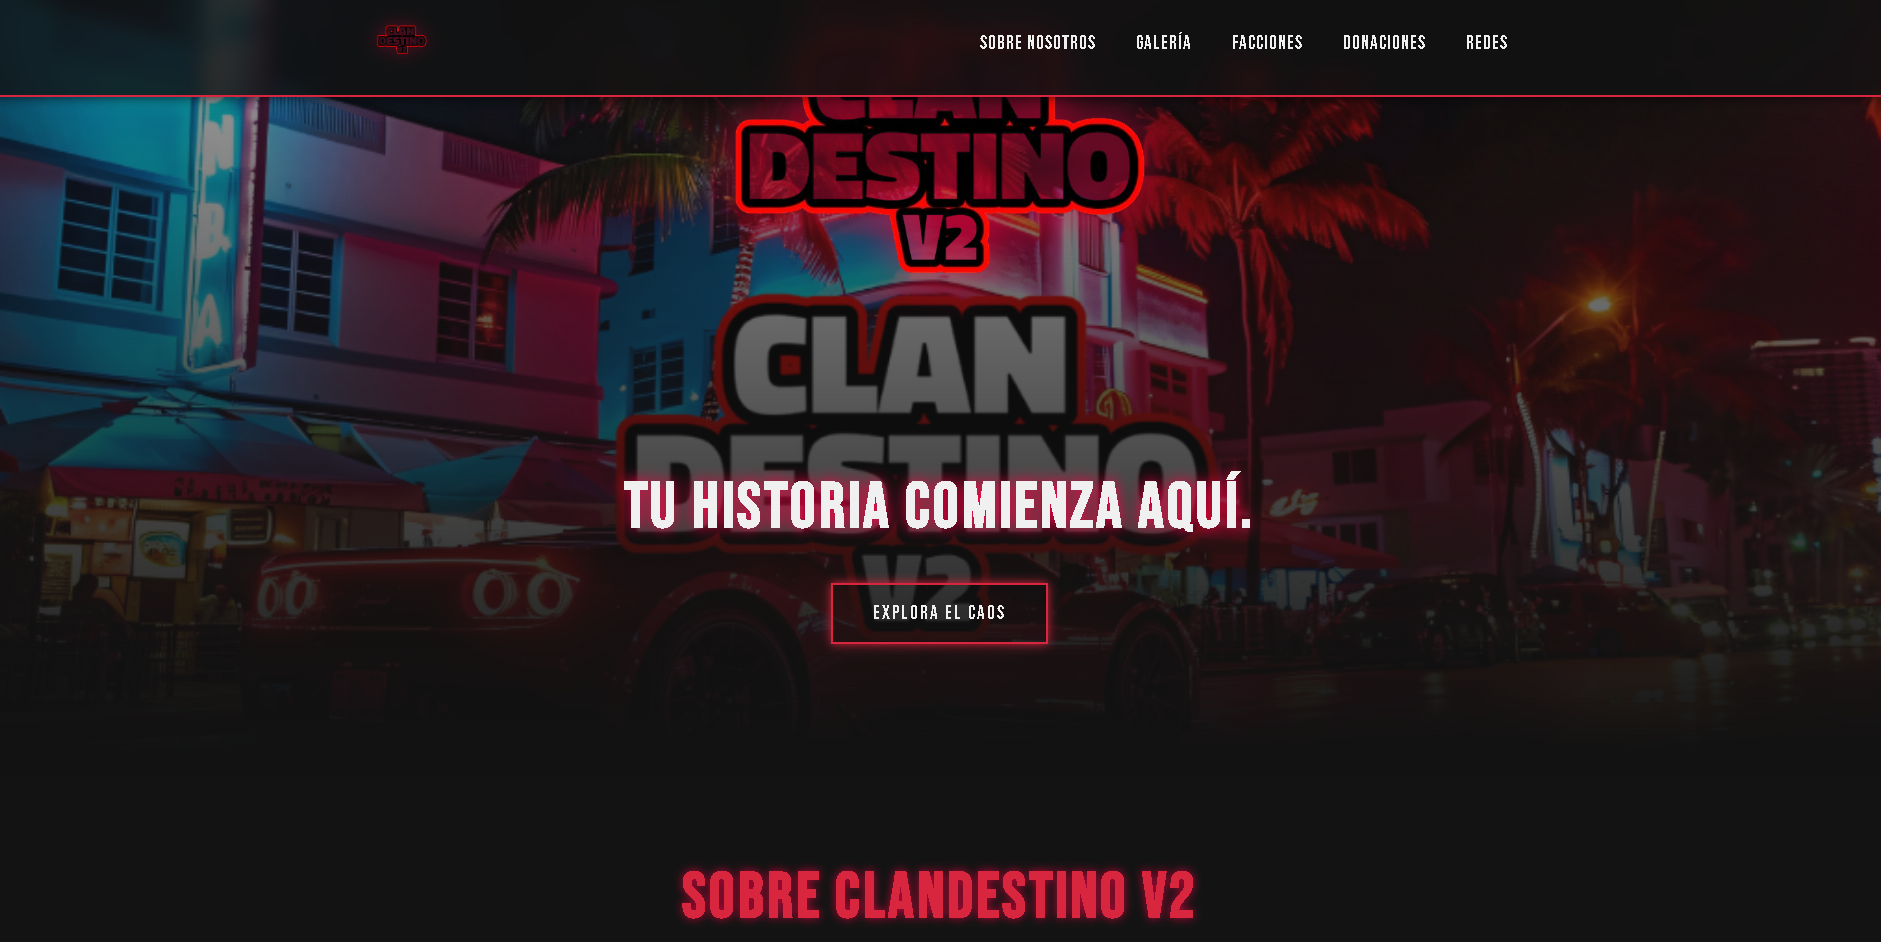 CLAN
DESTINO
SOBRE NOSOTROS
GALERÍA
FACCIONES
DONACIONES
REDES
CLAN
DESTINO
V2
CLAN
DESTINO
V2
TU HISTORIA COMIENZA AQUÍ.
EXPLORA EL CAOS
SOBRE CLANDESTINO V2